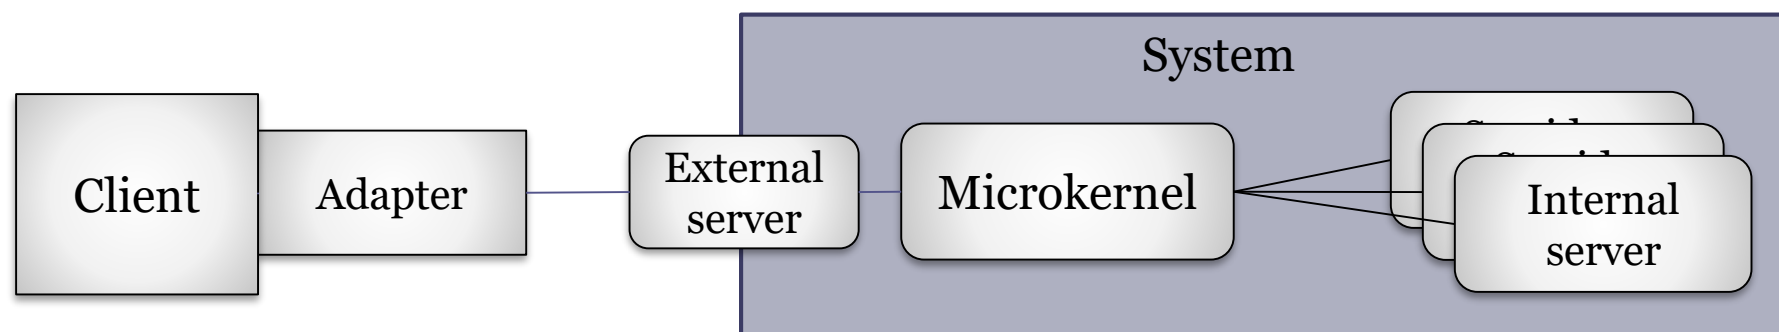 System
Client
Adapter
External
server
Microkernel
Internal
server